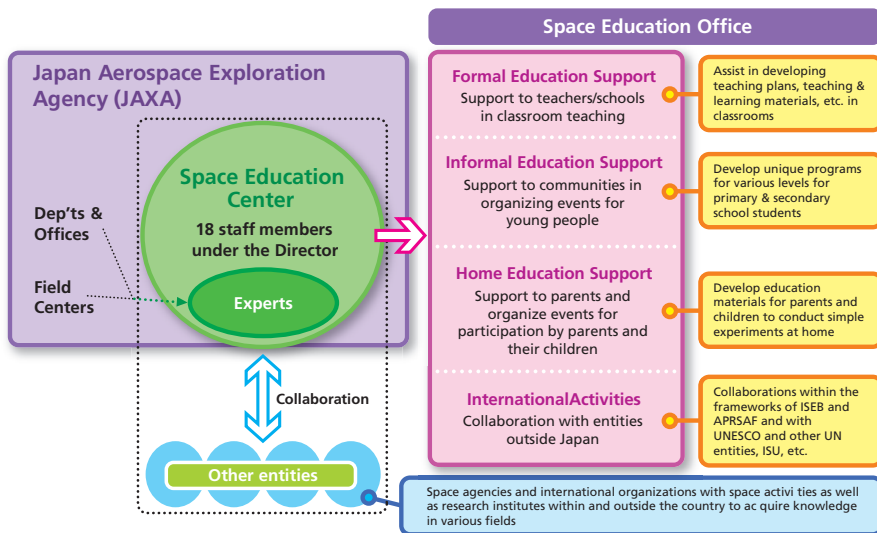 Space Education Office
Japan Aerospace Exploration
Agency (JAXA)
Space Education
Center
18 staff members
under the Director
Dep'ts &
Offices
Field
Centers
Experts
Collaboration
Other entities
Formal Education Support
Support to teachers/schools
in classroom teaching
Assist in developing
teaching plans, teaching &
learning materials, etc. in
classrooms
Informal Education Support
Support to communities in
organizing events for
young people
Develop unique programs
for various levels for
primary & secondary
school students
Home Education Support
Support to parents and
organize events for
participation by parents and
their children
Develop education
materials for parents and
children to conduct simple
experiments at home
InternationalActivities
Collaboration with entities
outside Japan
Collaborations within the
frameworks of ISEB and
APRSAF and with
UNESCO and other UN
entities, ISU, etc.
Space agencies and international organizations with space activi ties as well
as research institutes within and outside the country to ac quire knowledge
in various fields